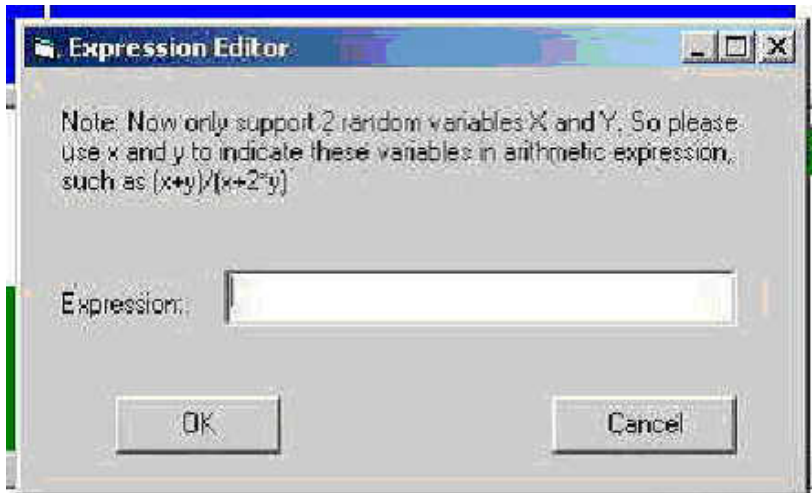 Expression Editor
Note: Now only support 2 random variables X and Y. So please
use x and y to indicate these variables in arithmetic expression,
such as (x+y)/(x+2*y)
Expression:
OK
Cancel